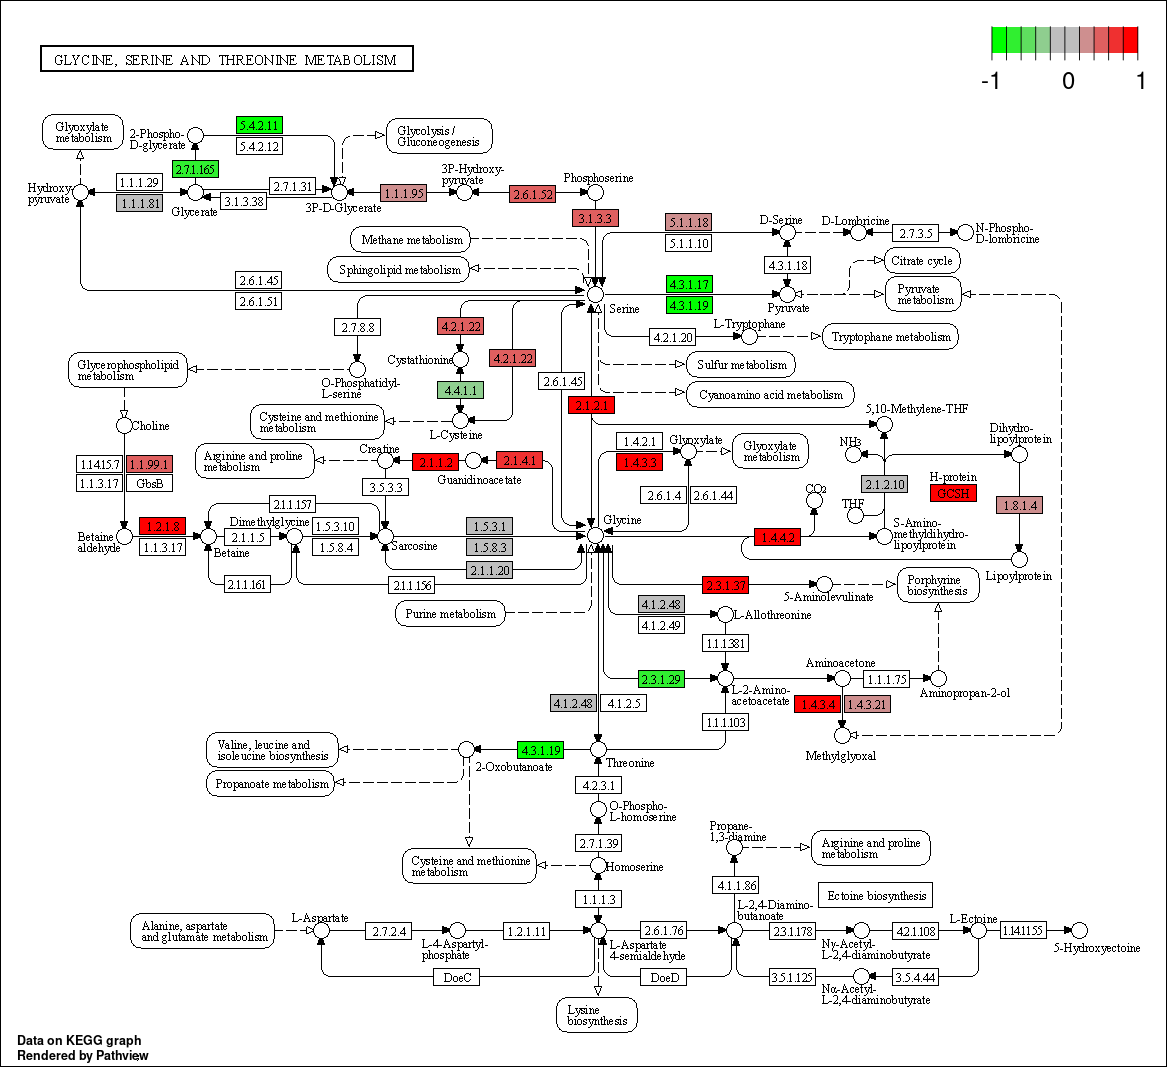 GLYCINE, SERINE AND THREONINE METABOLISM
-1 0 1
Glyoxylate
metabolism
2-Phospho-
D-glycerate
5.4.2.11
5.4.2.12
Glycolysis /
Gluconeogenesis
2.7.1.165
Hydroxy
pyruvate
1.1.1.29
1.1.1.81
Glycerate
2.7.1.31
3.1.3.38
3P-D-Glycerate
1.1.1.95
3P-Hydroxy-
pyruvate
2.6.1.52
Phosphoserine
3.1.3.3
Methane metabolism
Sphingolipid metabolism
5.1.1.18
5.1.1.10
D-Serine
D-Lombricine
2.7.3.5
N-Phospho-
D-lombricine
4.3.1.18
Citrate cycle
Pyruvate
metabolism
2.6.1.45
2.6.1.51
4.3.1.17
4.3.1.19
Serine
Pyruvate
2.7.8.8
4.2.1.22
Cystathionine
4.2.1.22
4.2.1.20
L-Tryptophane
Tryptophane metabolism
Glycerophospholipid
metabolism
O-Phosphatidyl-
L-serine
4.4.1.1
2.6.1.45
Sulfur metabolism
Cyanoamino acid metabolism
2.1.2.1
Choline
Cysteine and methionine
metabolism
L-Cysteine
5,10-Methylene-THF
1.14.15.7
1.1.99.1
1.1.3.17
GbsB
Arginine and proline
metabolism
Creatine
2.1.1.2
2.1.4.1
Guanidinoacetate
3.5.3.3
1.4.2.1
1.4.3.3
Glyoxylate
Glyoxylate
metabolism
2.6.1.4
2.6.1.44
NH3
Dihydro-
lipoylprotein
2.1.2.10
H-protein
GCSH
CO2
THF
1.8.1.4
Betaine
aldehyde
1.2.1.8
1.1.3.17
2.1.1.157
Dimethylglycine
2.1.1.5
Betaine
1.5.3.10
1.5.8.4
Sarcosine
1.5.3.1
1.5.8.3
2.1.1.20
Glycine
1.4.4.2
S-Amino-
methyldihydro-
lipoylprotein
Lipoylprotein
2.1.1.161
2.1.1.156
Purine metabolism
2.3.1.37
5-Aminolevulinate
Porphyrine
biosynthesis
4.1.2.48
4.1.2.49
L-Allothreonine
1.1.1.381
2.3.1.29
L-2-Amino-
acetoacetate
Aminoacetone
1.1.1.75
Aminopropan-2-ol
4.1.2.48
4.1.2.5
1.1.1.103
1.4.3.4
1.4.3.21
Methylglyoxal
Valine, leucine and
isoleucine biosynthesis
2-Oxobutanoate
4.3.1.19
Threonine
Propanoate metabolism
4.2.3.1
O-Phospho-
L-homoserine
2.7.1.39
Homoserine
Cysteine and methionine
metabolism
Propane-
1,3-diamine
Arginine and proline
metabolism
4.1.1.86
Ectoine biosynthesis
1.1.1.3
Alanine, aspartate
and glutamate metabolism
L-Aspartate
2.7.2.4
L-4-Aspartyl-
phosphate
1.2.1.11
L-Aspartate
4-semialdehyde
2.6.1.76
L-2,4-Diamino-
butanoate
2.3.1.178
Nγ-Acetyl-
L-2,4-diaminobutyrate
4.2.1.108
L-Ectoine
1.14.11.55
5-Hydroxyectoine
DoeC
DoeD
3.5.1.125
Nα-Acetyl-
L-2,4-diaminobutyrate
3.5.4.44
Lysine
biosynthesis
Data on KEGG graph
Rendered by Pathview